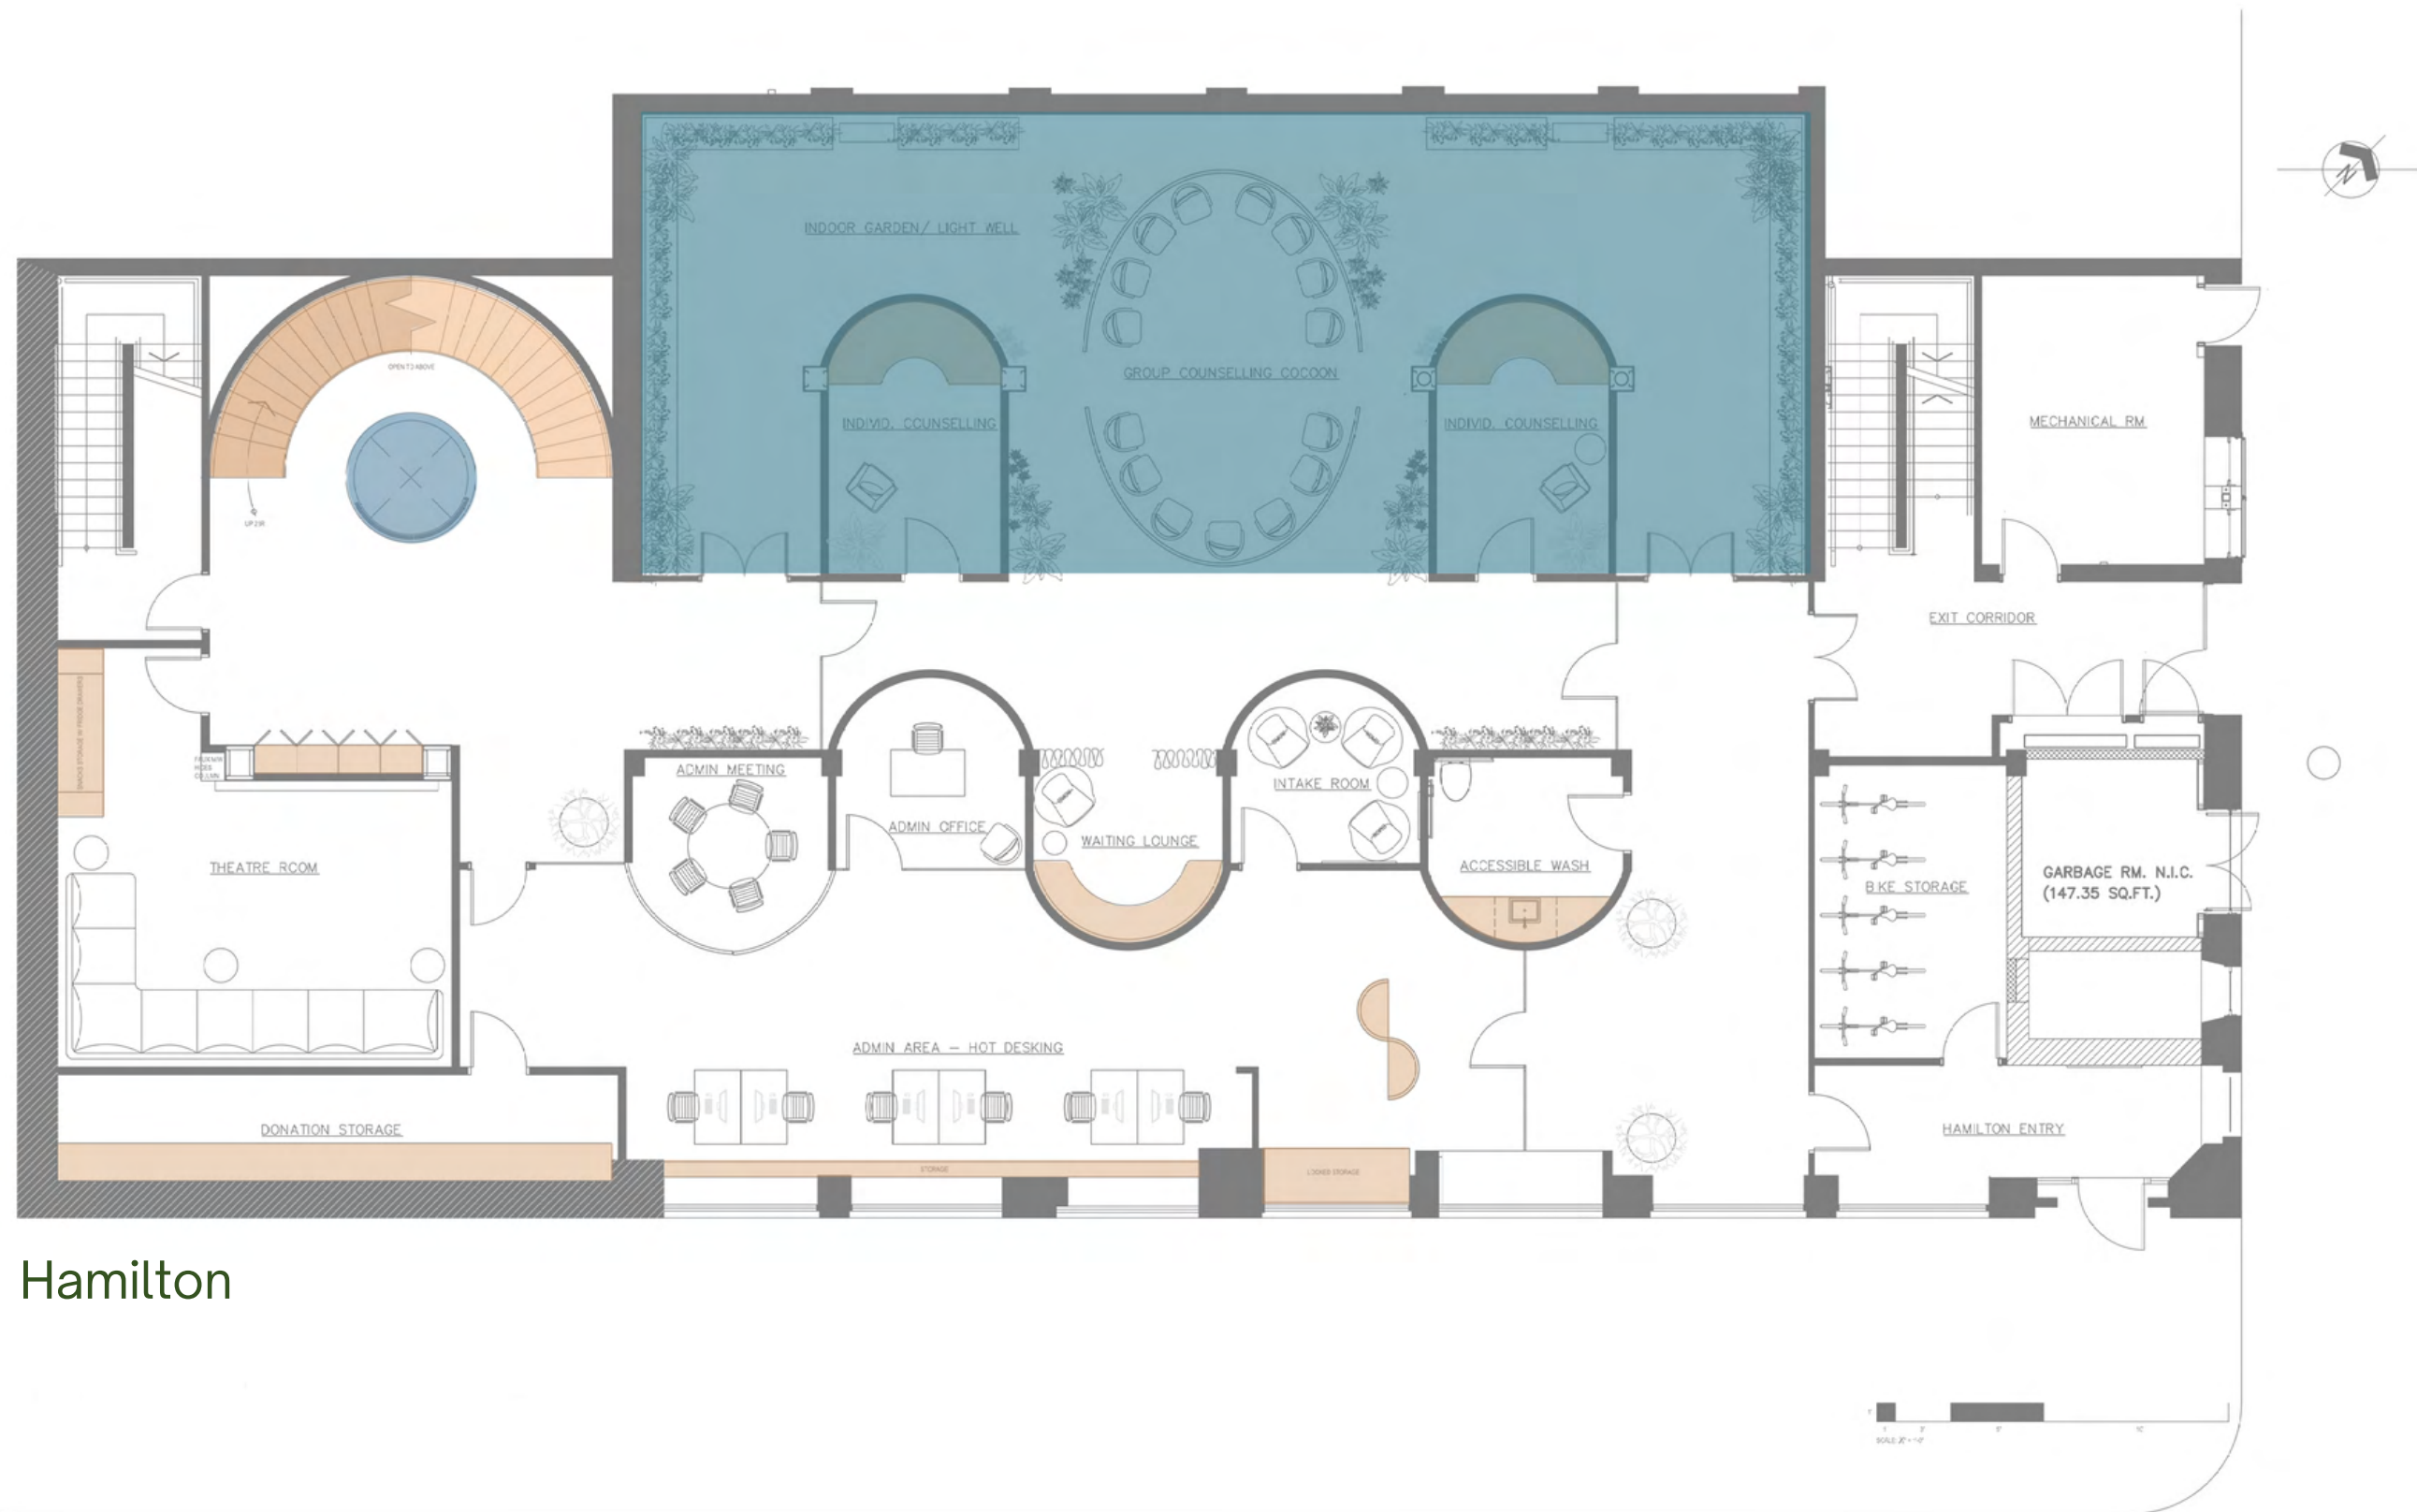 INDOOR GARDEN/ LIGHT WELL
OPEN TO ABOVE
GROUP COUNSELLING COCOON
INDIVID. COUNSELLING
INDIVID. COUNSELLING
MECHANICAL RM
N
UP
EXIT CORRIDOR
ADMIN MEETING
INTAKE ROOM
ADMIN OFFICE
WAITING LOUNGE
THEATRE ROOM
ACCESSIBLE WASH
BIKE STORAGE
GARBAGE RM. N.I.C.
(147.35 SQ.FT.)
ADMIN AREA – HOT DESKING
DONATION STORAGE
HAMILTON ENTRY
STORAGE
LOCKED STORAGE
Hamilton